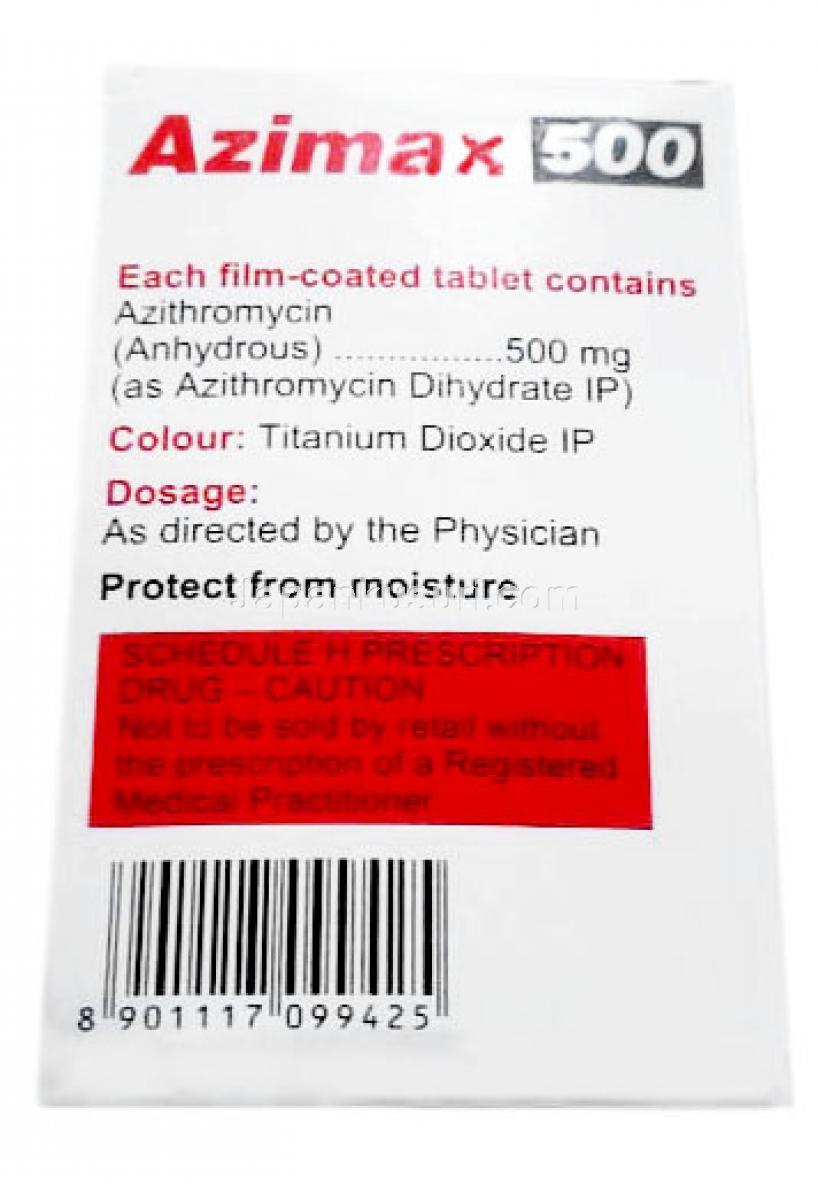 Azimax 500
Each film-coated tablet contains
Azithromycin
(Anhydrous) ................500 mg
(as Azithromycin Dihydrate IP)
Colour: Titanium Dioxide IP
Dosage:
As directed by the Physician
Protect from moisture
SCHEDULE H PRESCRIPTION
DRUG – CAUTION
Not to be sold by retail without
the prescription of a Registered
Medical Practitioner
8 901117 099425